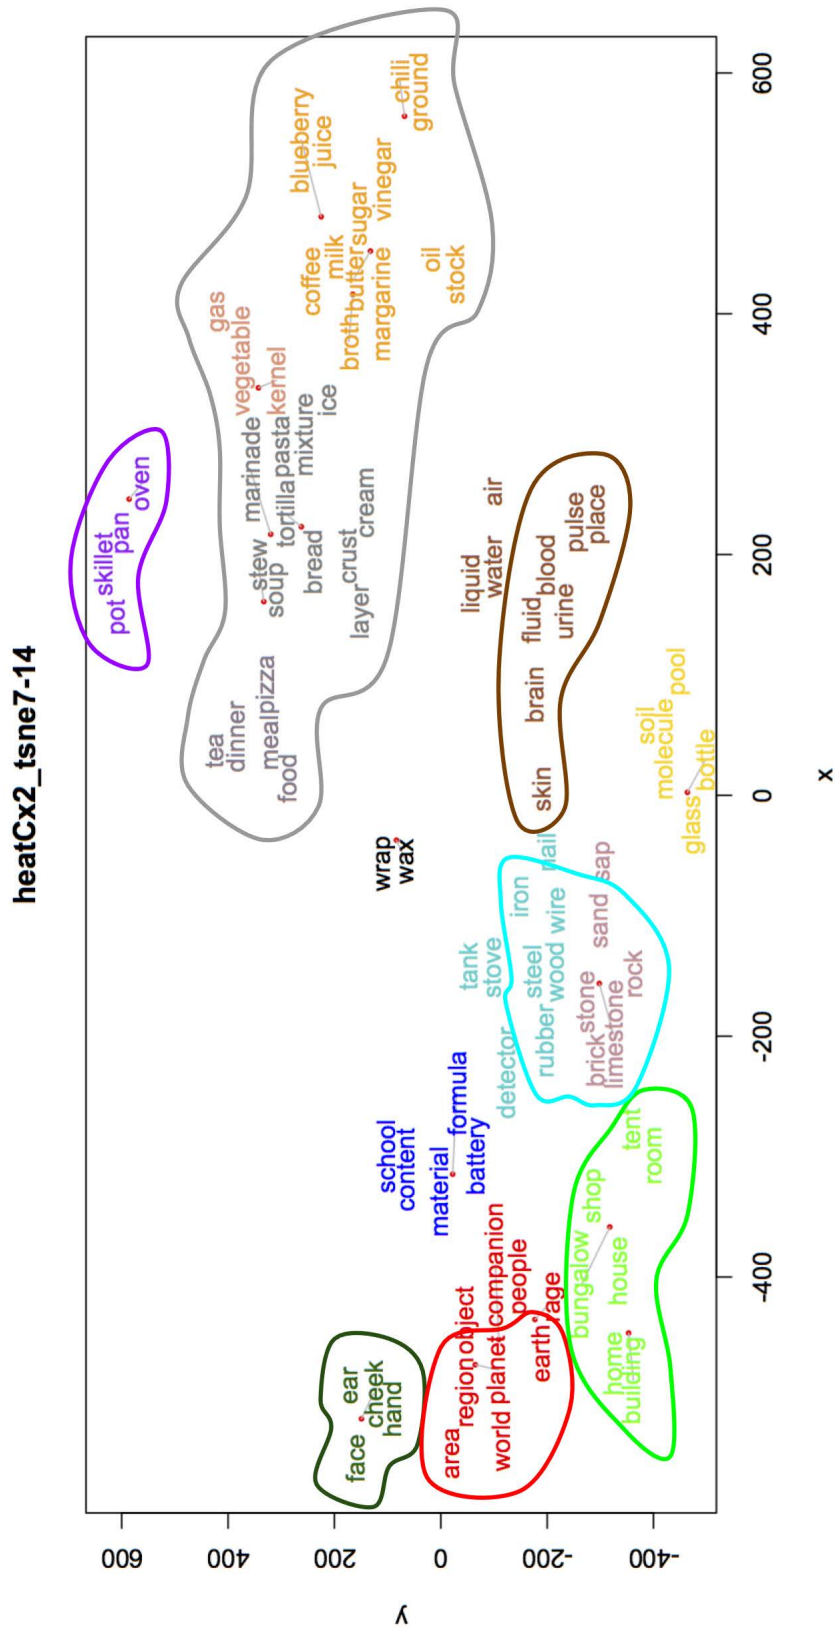 heatCx2_tsne7-14
pot
skillet
pan
oven
gas
vegetable
kernel
tea
dinner
meal
pizza
food
stew
soup
marinade
tortilla
pasta
mixture
ice
bread
crust
cream
layer
coffee
milk
blueberry
juice
broth
butter
sugar
vinegar
margarine
chili
ground
oil
stock
face
ear
cheek
hand
school
content
material
formula
battery
wrap
wax
area
region
object
world
planet
companion
people
earth
rage
tank
stove
detector
iron
steel
rubber
wood
wire
nail
brick
stone
limestone
sand
sap
rock
liquid
water
air
skin
brain
fluid
blood
urine
pulse
place
bungalow
shop
tent
room
house
home
building
soil
molecule
pool
glass
bottle
600
400
200
0
-200
-400
y
-400
-200
0
200
400
600
x